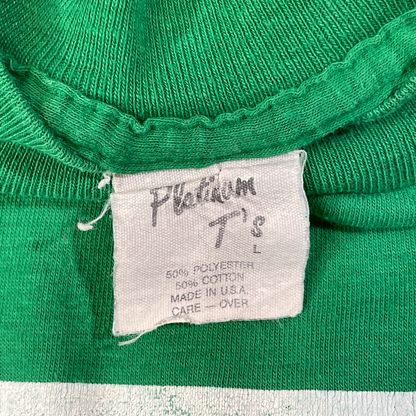 Platinum
T's
L
50% POLYESTER
50% COTTON
MADE IN U.S.A.
CARE – OVER